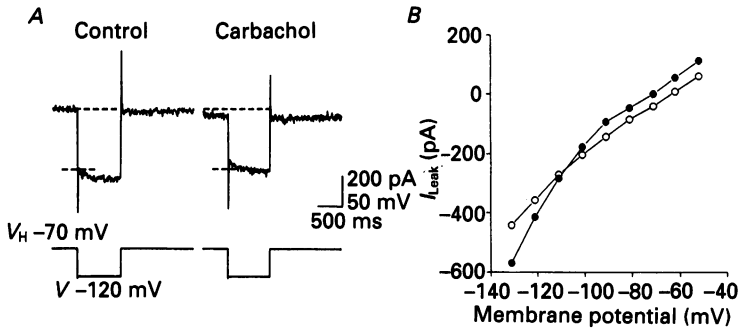 A
Control
Carbachol
200 pA
50 mV
500 ms
V_H −70 mV
V −120 mV
B
200
0
−200
−400
−600
I_Leak (pA)
−140 −120 −100 −80 −60 −40
Membrane potential (mV)